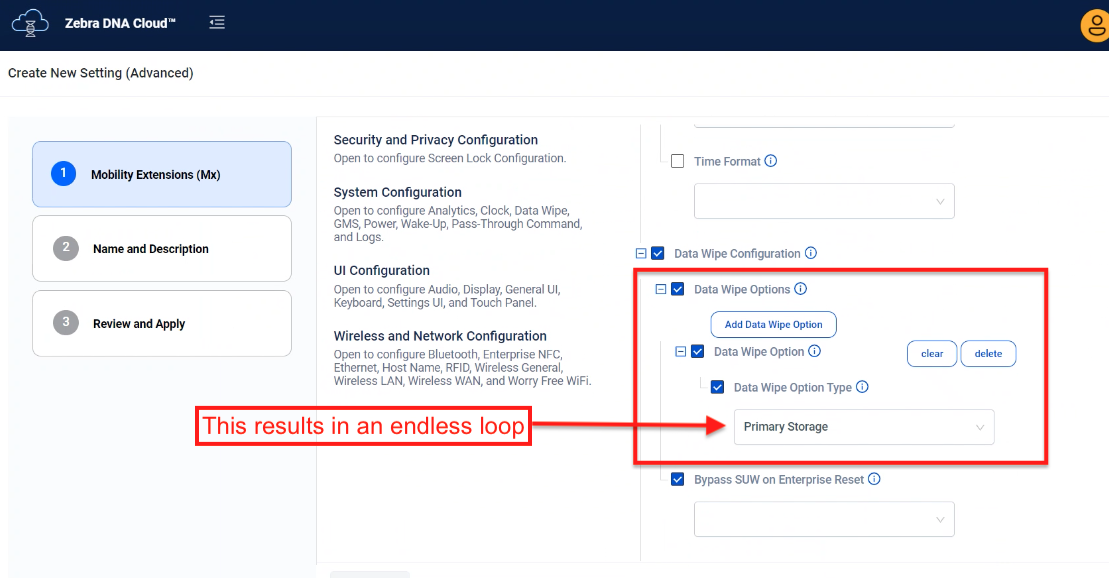 Zebra DNA Cloud™
Create New Setting (Advanced)
1
Mobility Extensions (Mx)
2
Name and Description
3
Review and Apply
Security and Privacy Configuration
Open to configure Screen Lock Configuration.
System Configuration
Open to configure Analytics, Clock, Data Wipe,
GMS, Power, Wake-Up, Pass-Through Command,
and Logs.
UI Configuration
Open to configure Audio, Display, General UI,
Keyboard, Settings UI, and Touch Panel.
Wireless and Network Configuration
Open to configure Bluetooth, Enterprise NFC,
Ethernet, Host Name, RFID, Wireless General,
Wireless LAN, Wireless WAN, and Worry Free WiFi.
This results in an endless loop
Time Format
Data Wipe Configuration
Data Wipe Options
Add Data Wipe Option
Data Wipe Option
clear
delete
Data Wipe Option Type
Primary Storage
Bypass SUW on Enterprise Reset